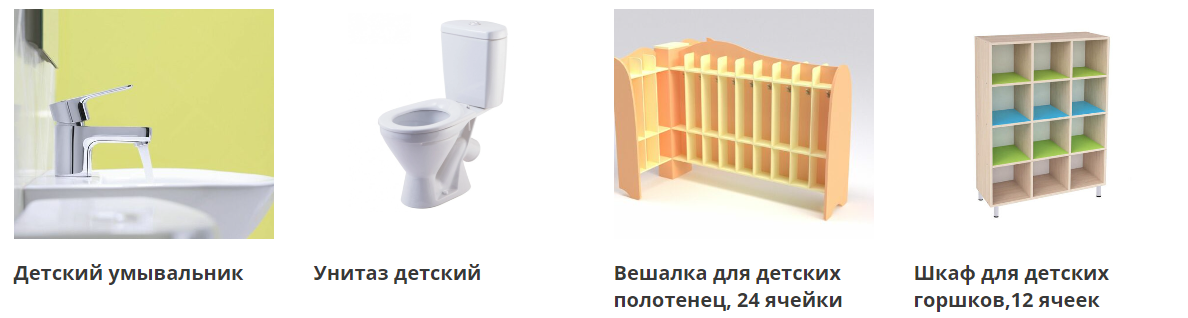 Детский умывальник
Унитаз детский
Вешалка для детских
полотенец, 24 ячейки
Шкаф для детских
горшков,12 ячеек